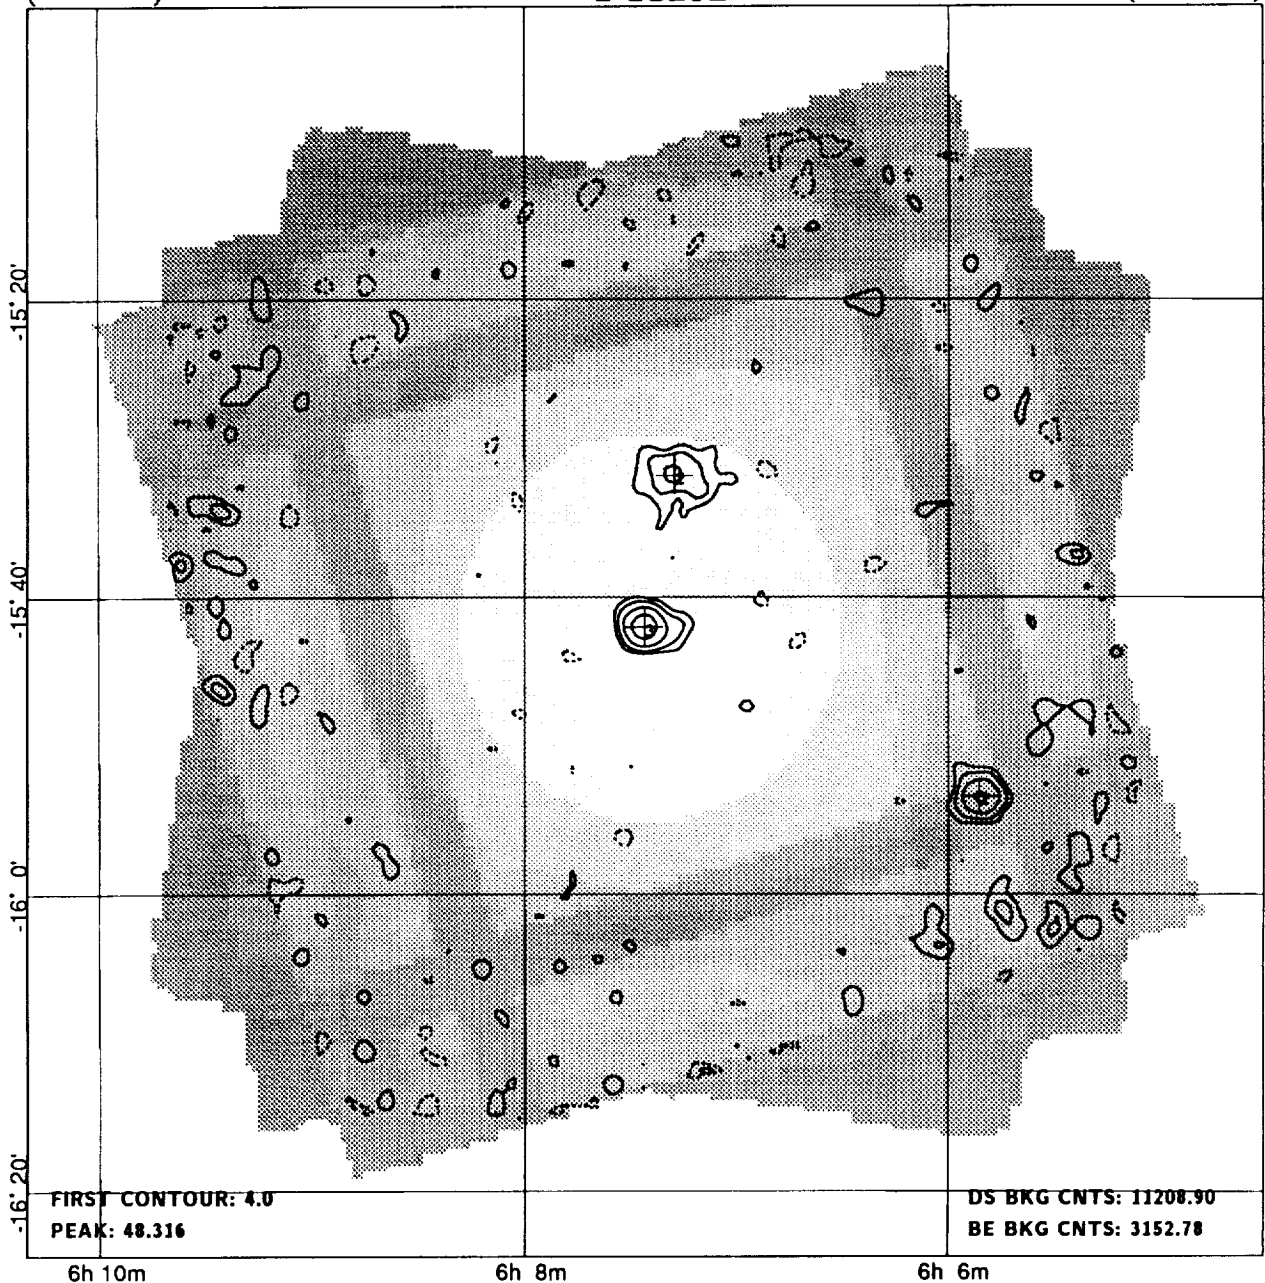 -15° 20'
-15° 40'
-16° 0'
-16° 20'
FIRST CONTOUR: 4.0
PEAK: 48.316
DS BKG CNTS: 11208.90
BE BKG CNTS: 3152.78
6h 10m
6h 8m
6h 6m